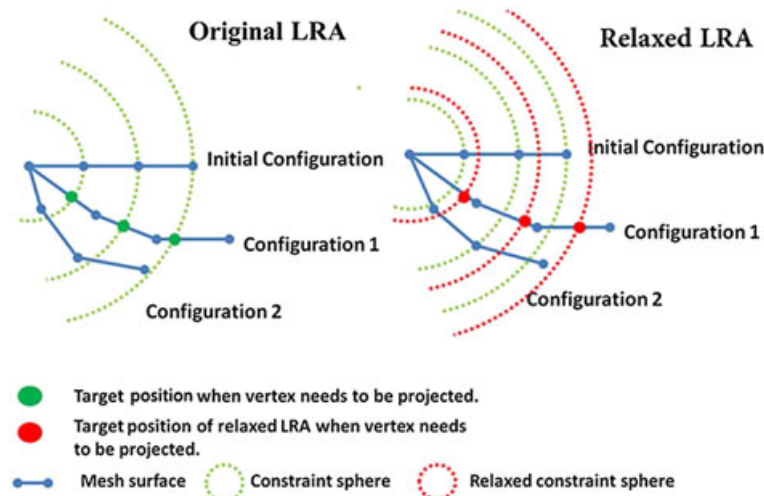 Original LRA
Relaxed LRA
Initial Configuration
Configuration 1
Configuration 2
Initial Configuration
Configuration 1
Configuration 2
Target position when vertex needs to be projected.
Target position of relaxed LRA when vertex needs
to be projected.
Mesh surface
Constraint sphere
Relaxed constraint sphere